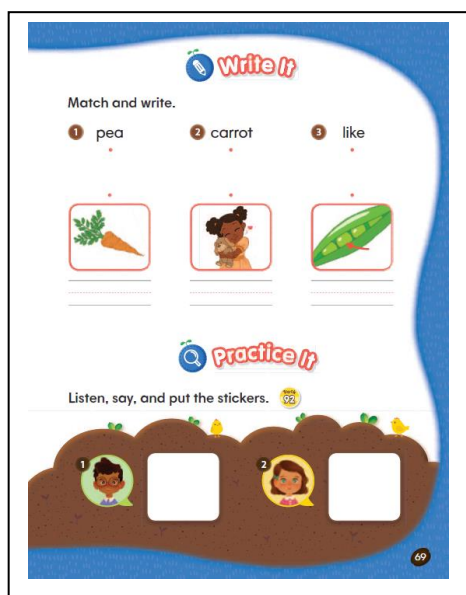 Write It
Match and write.
1 pea
2 carrot
3 like
Practice It
Listen, say, and put the stickers. 92
1
2
69